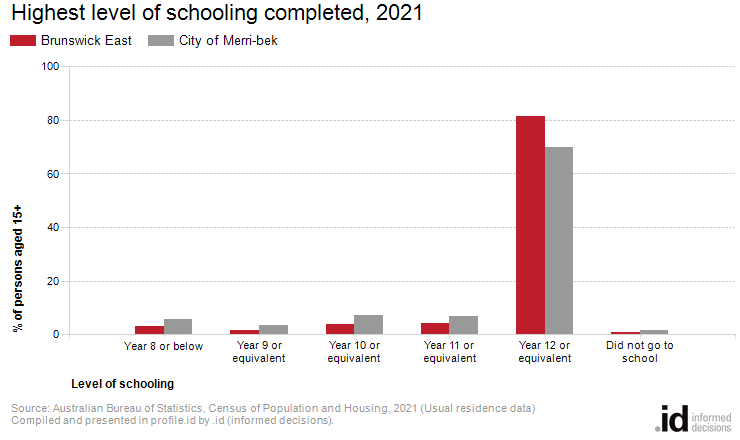 Highest level of schooling completed, 2021
Brunswick East
City of Merri-bek
100
80
60
40
20
0
% of persons aged 15+
Year 8 or below
Year 9 or
equivalent
Year 10 or
equivalent
Year 11 or
equivalent
Year 12 or
equivalent
Did not go to
school
Level of schooling
Source: Australian Bureau of Statistics, Census of Population and Housing, 2021 (Usual residence data)
Compiled and presented in profile.id by .id (informed decisions).
.id informed
decisions